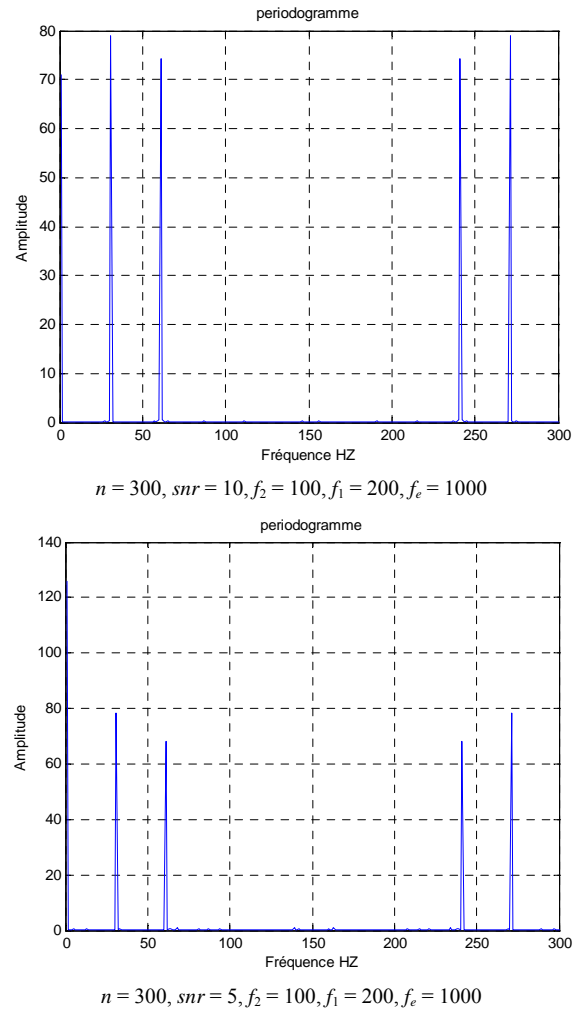 periodogramme
80
70
60
50
40
30
20
10
0
Amplitude
0 50 100 150 200 250 300
Fréquence HZ
n = 300, snr = 10, f₂ = 100, f₁ = 200, fₑ = 1000
periodogramme
140
120
100
80
60
40
20
0
Amplitude
0 50 100 150 200 250 300
Fréquence HZ
n = 300, snr = 5, f₂ = 100, f₁ = 200, fₑ = 1000